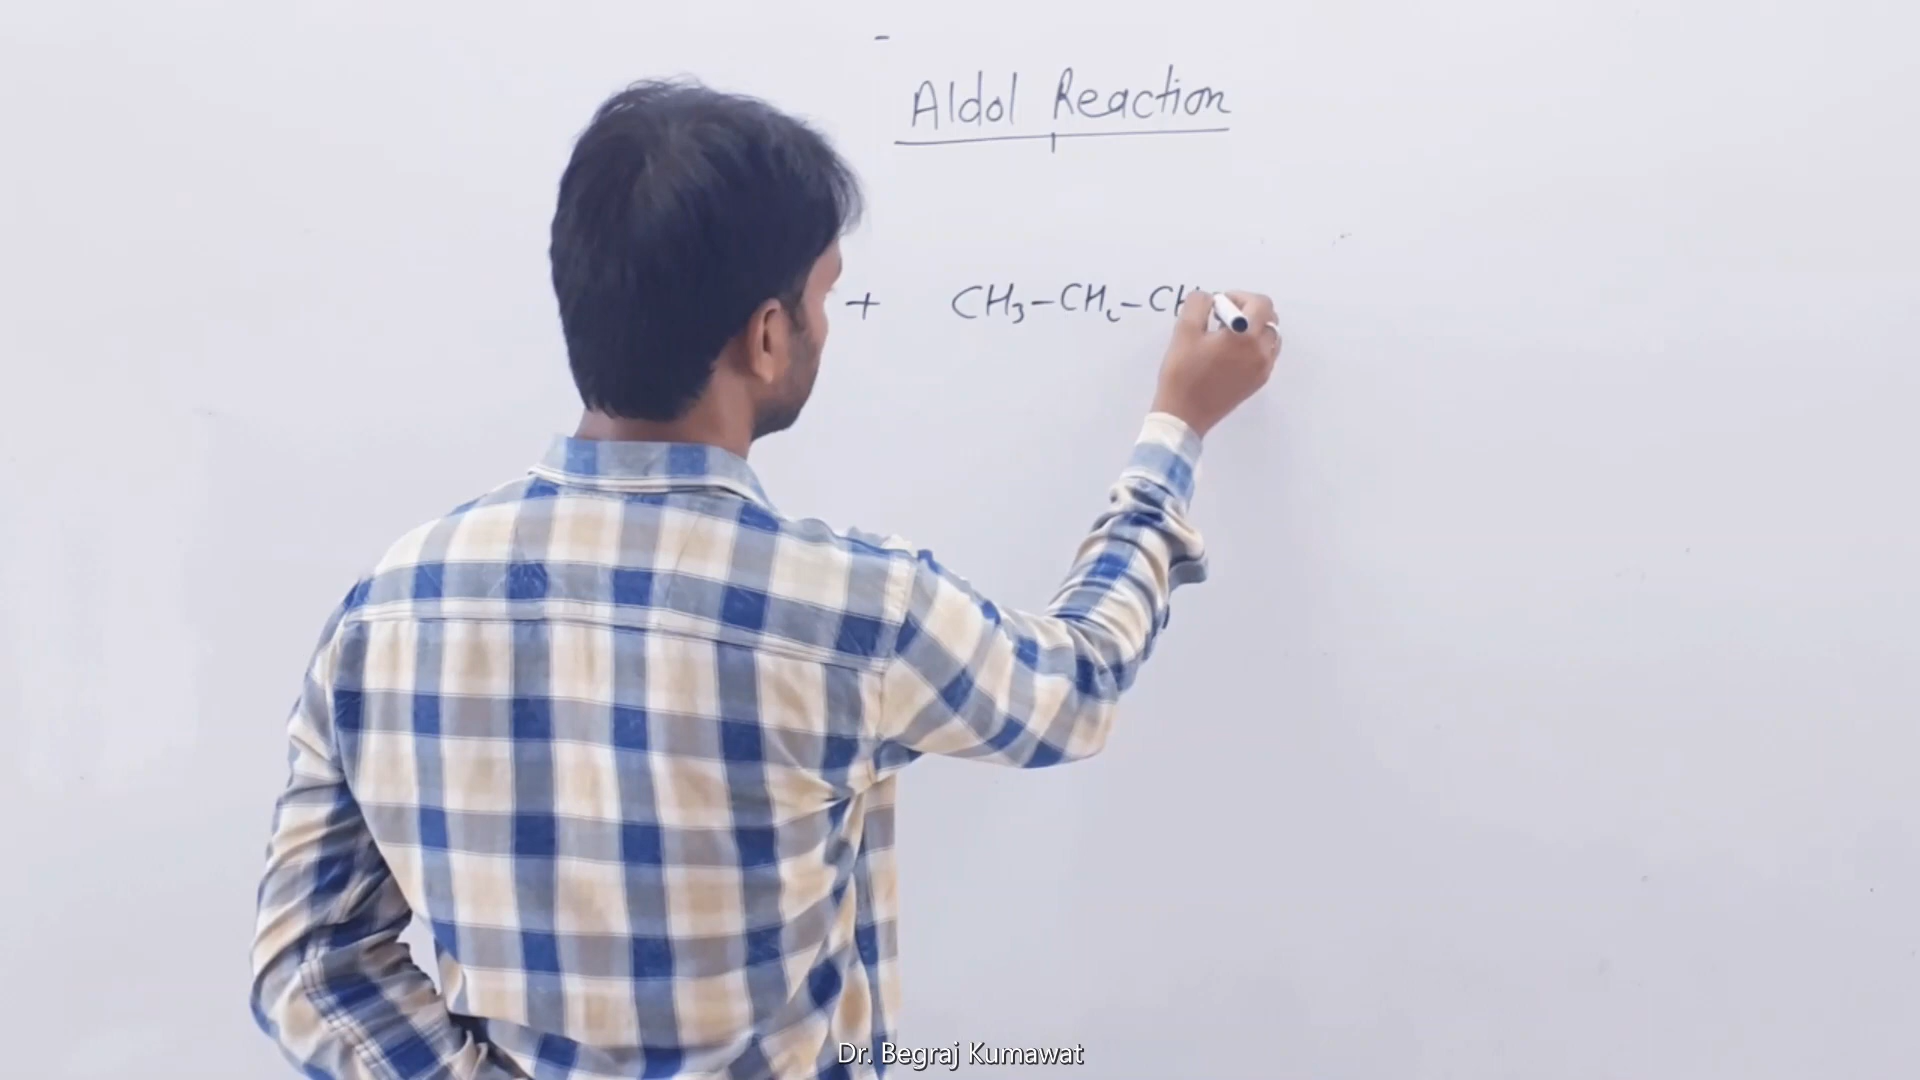 Aldol Reaction
+ CH₃-CH₂-CH
Dr. Begraj Kumawat